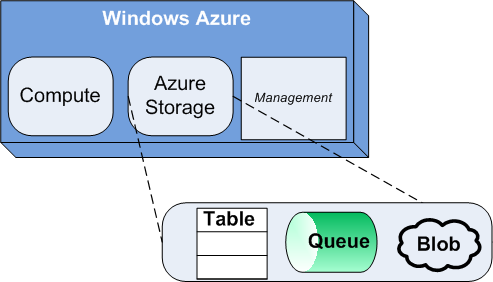 Windows Azure
Compute
Azure
Storage
Management
Table
Queue
Blob